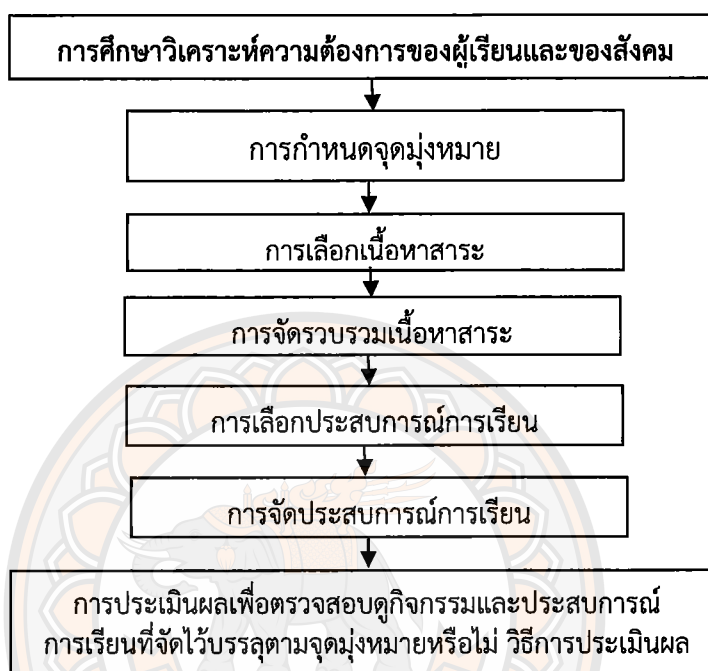 การศึกษาวิเคราะห์ความต้องการของผู้เรียนและของสังคม
การกำหนดจุดมุ่งหมาย
การเลือกเนื้อหาสาระ
การจัดรวบรวมเนื้อหาสาระ
การเลือกประสบการณ์การเรียน
การจัดประสบการณ์การเรียน
การประเมินผลเพื่อตรวจสอบดูกิจกรรมและประสบการณ์
การเรียนที่จัดไว้บรรลุตามจุดมุ่งหมายหรือไม่ วิธีการประเมินผล